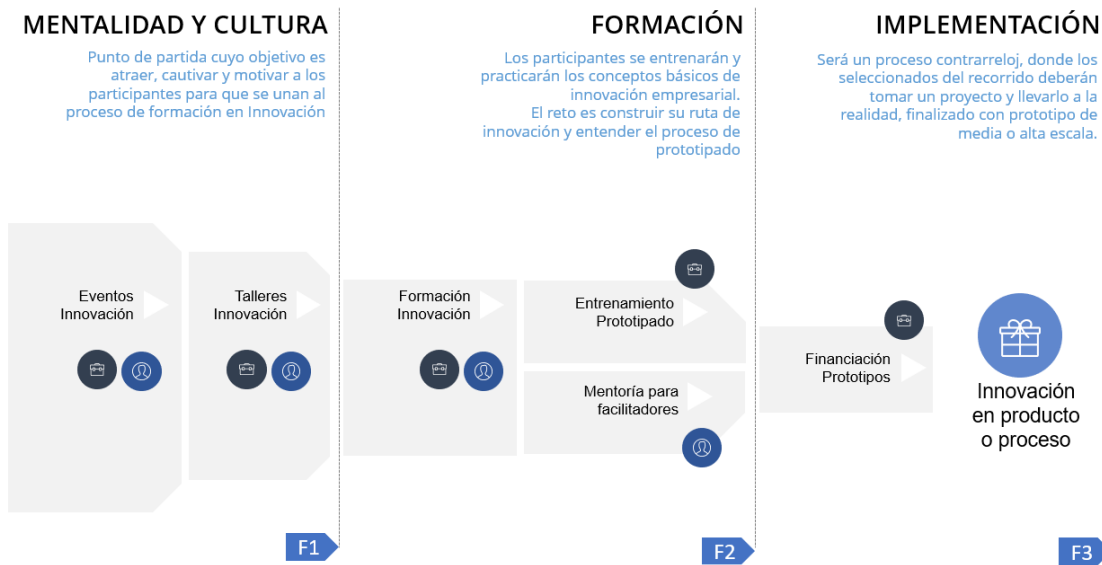 MENTALIDAD Y CULTURA
Punto de partida cuyo objetivo es
atraer, cautivar y motivar a los
participantes para que se unan al
proceso de formación en Innovación
FORMACIÓN
Los participantes se entrenarán y
practicarán los conceptos básicos de
innovación empresarial.
El reto es construir su ruta de
innovación y entender el proceso de
prototipado
IMPLEMENTACIÓN
Será un proceso contrarreloj, donde los
seleccionados del recorrido deberán
tomar un proyecto y llevarlo a la
realidad, finalizado con prototipo de
media o alta escala.
Eventos
Innovación
Talleres
Innovación
Formación
Innovación
Entrenamiento
Prototipado
Mentoría para
facilitadores
Financiación
Prototipos
Innovación
en producto
o proceso
F1
F2
F3